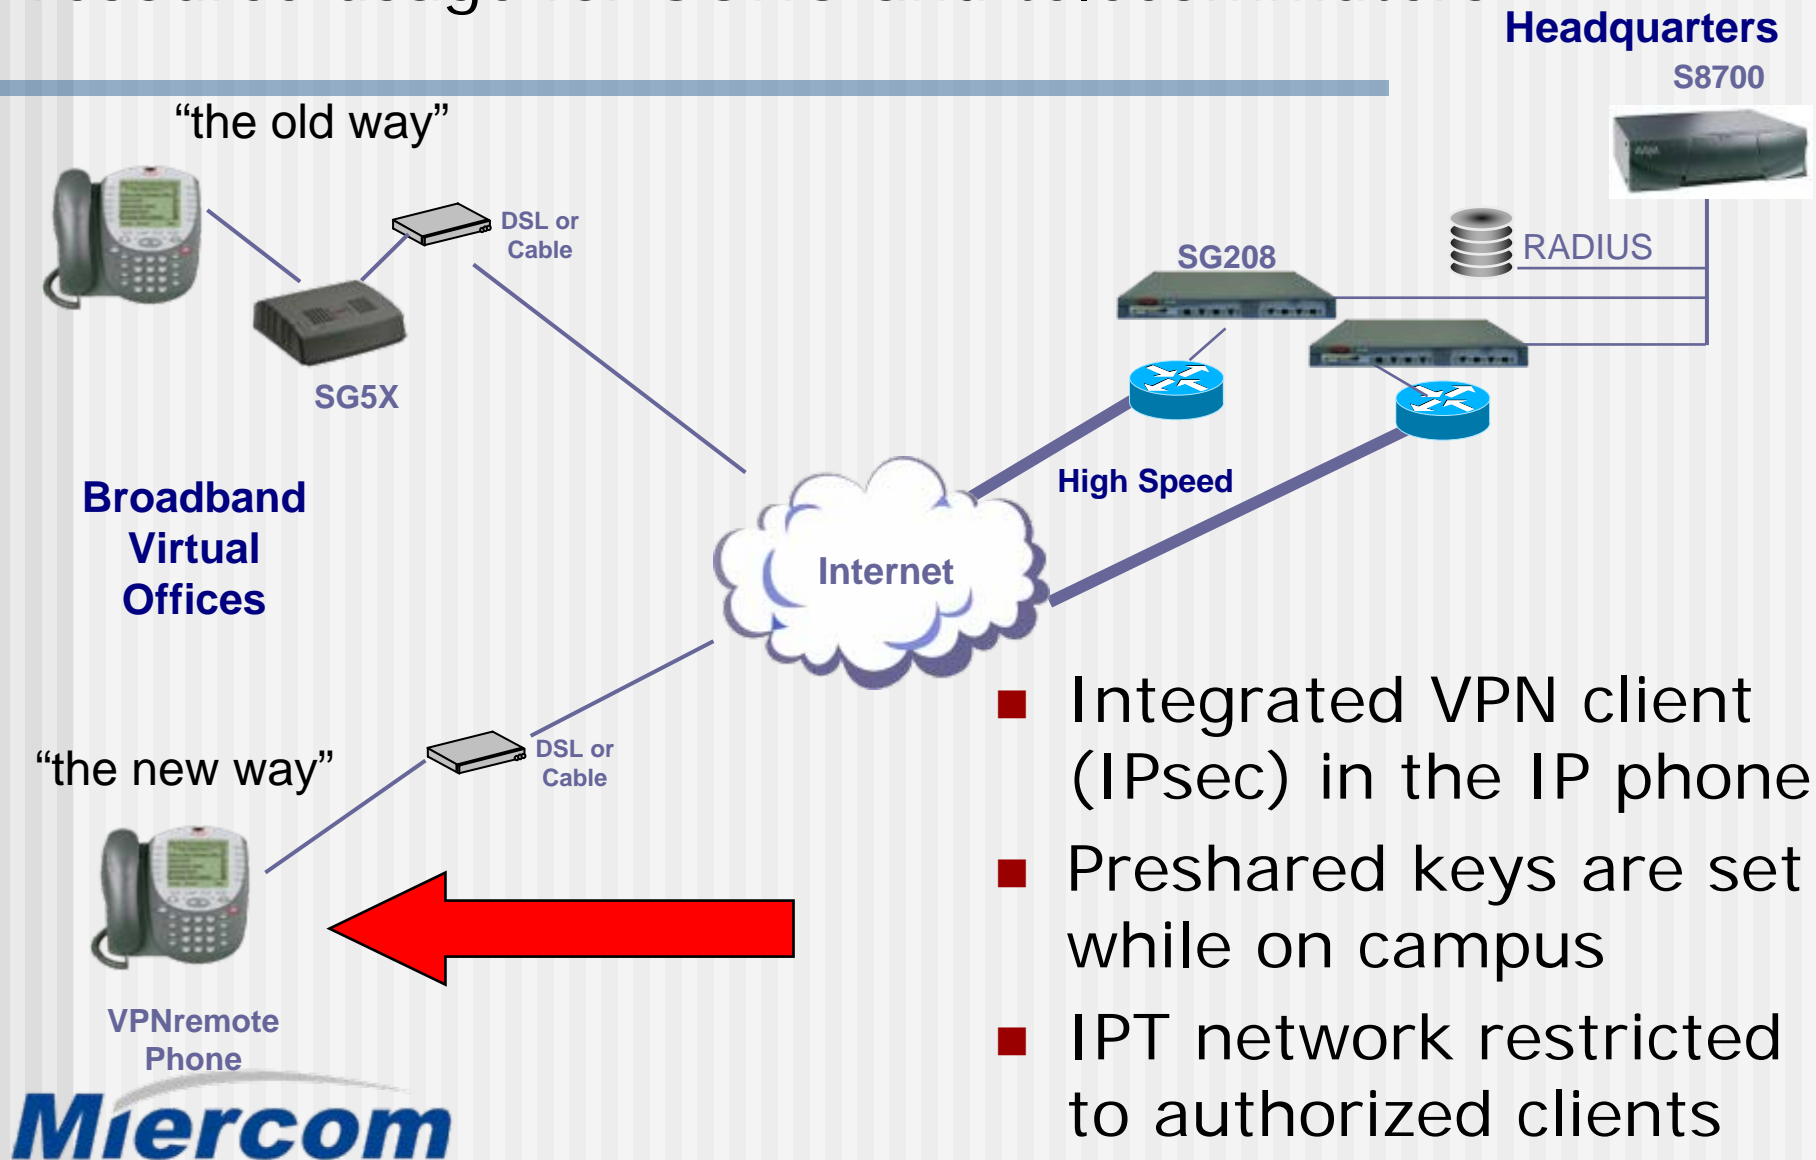 Headquarters
S8700
“the old way”
DSL or
Cable
SG208
RADIUS
SG5X
High Speed
Broadband
Virtual
Offices
Internet
“the new way”
DSL or
Cable
VPNremote
Phone
Integrated VPN client
(IPsec) in the IP phone
Preshared keys are set
while on campus
IPT network restricted
to authorized clients
Miercom